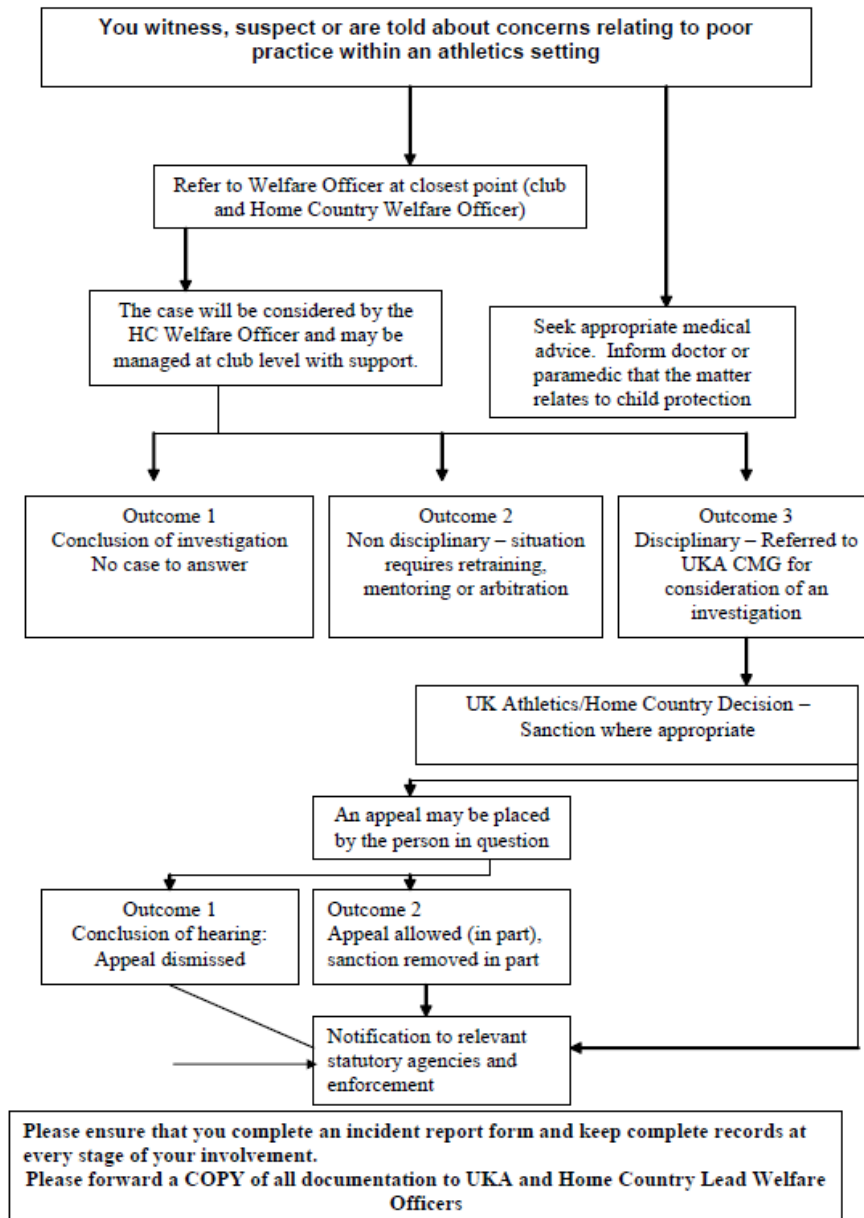 You witness, suspect or are told about concerns relating to poor
practice within an athletics setting
Refer to Welfare Officer at closest point (club
and Home Country Welfare Officer)
The case will be considered by the
HC Welfare Officer and may be
managed at club level with support.
Seek appropriate medical
advice.  Inform doctor or
paramedic that the matter
relates to child protection
Outcome 1
Conclusion of investigation
No case to answer
Outcome 2
Non disciplinary – situation
requires retraining,
mentoring or arbitration
Outcome 3
Disciplinary – Referred to
UKA CMG for
consideration of an
investigation
UK Athletics/Home Country Decision –
Sanction where appropriate
An appeal may be placed
by the person in question
Outcome 1
Conclusion of hearing:
Appeal dismissed
Outcome 2
Appeal allowed (in part),
sanction removed in part
Notification to relevant
statutory agencies and
enforcement
Please ensure that you complete an incident report form and keep complete records at
every stage of your involvement.
Please forward a COPY of all documentation to UKA and Home Country Lead Welfare
Officers